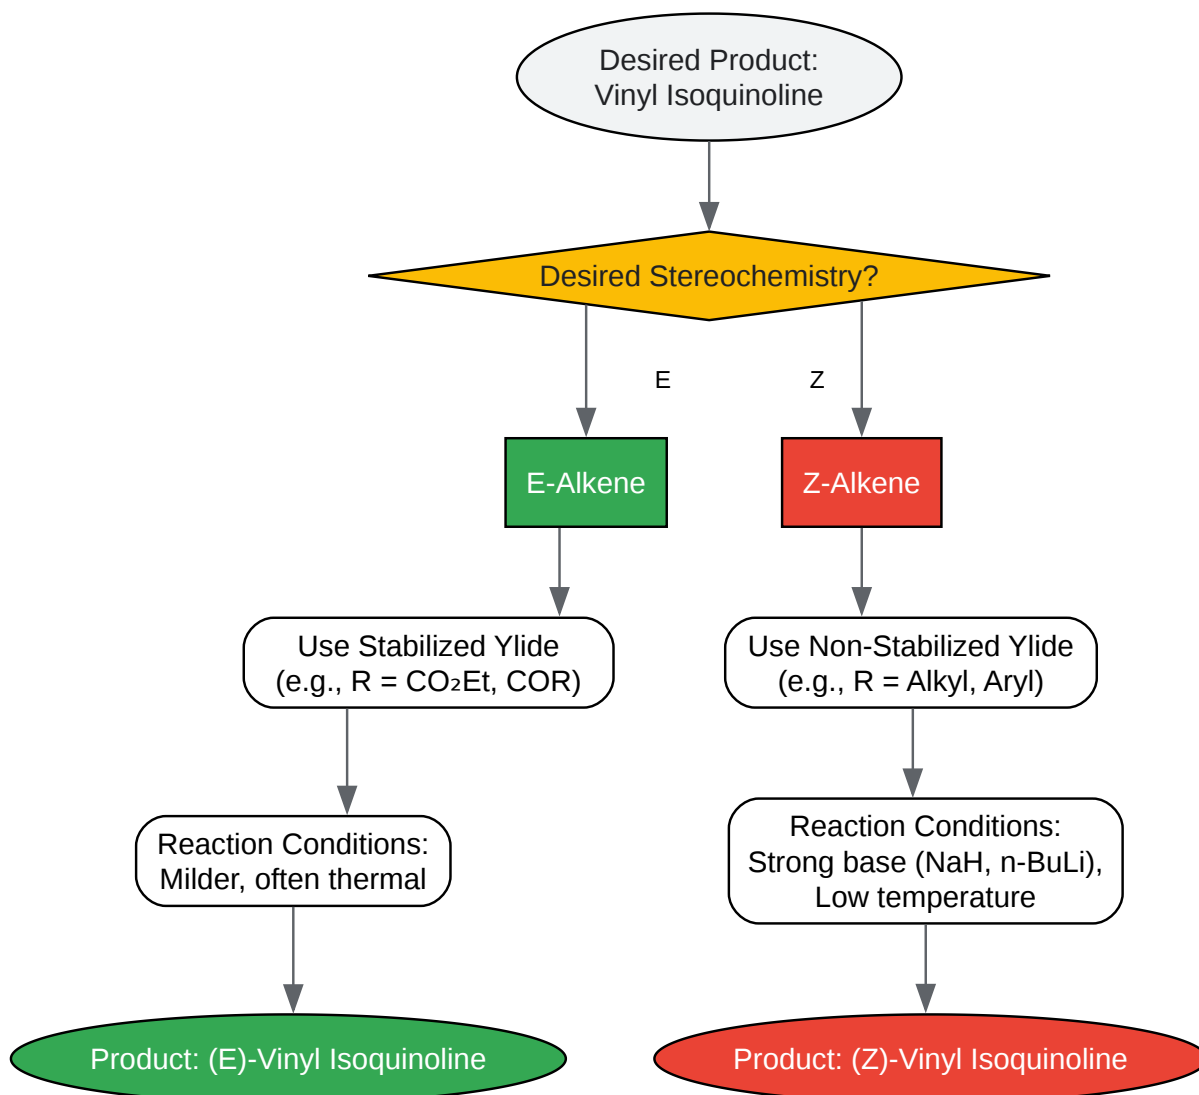 Desired Product:
Vinyl Isoquinoline
Desired Stereochemistry?
E
Z
E-Alkene
Z-Alkene
Use Stabilized Ylide
(e.g., R = CO₂Et, COR)
Use Non-Stabilized Ylide
(e.g., R = Alkyl, Aryl)
Reaction Conditions:
Milder, often thermal
Reaction Conditions:
Strong base (NaH, n-BuLi),
Low temperature
Product: (E)-Vinyl Isoquinoline
Product: (Z)-Vinyl Isoquinoline